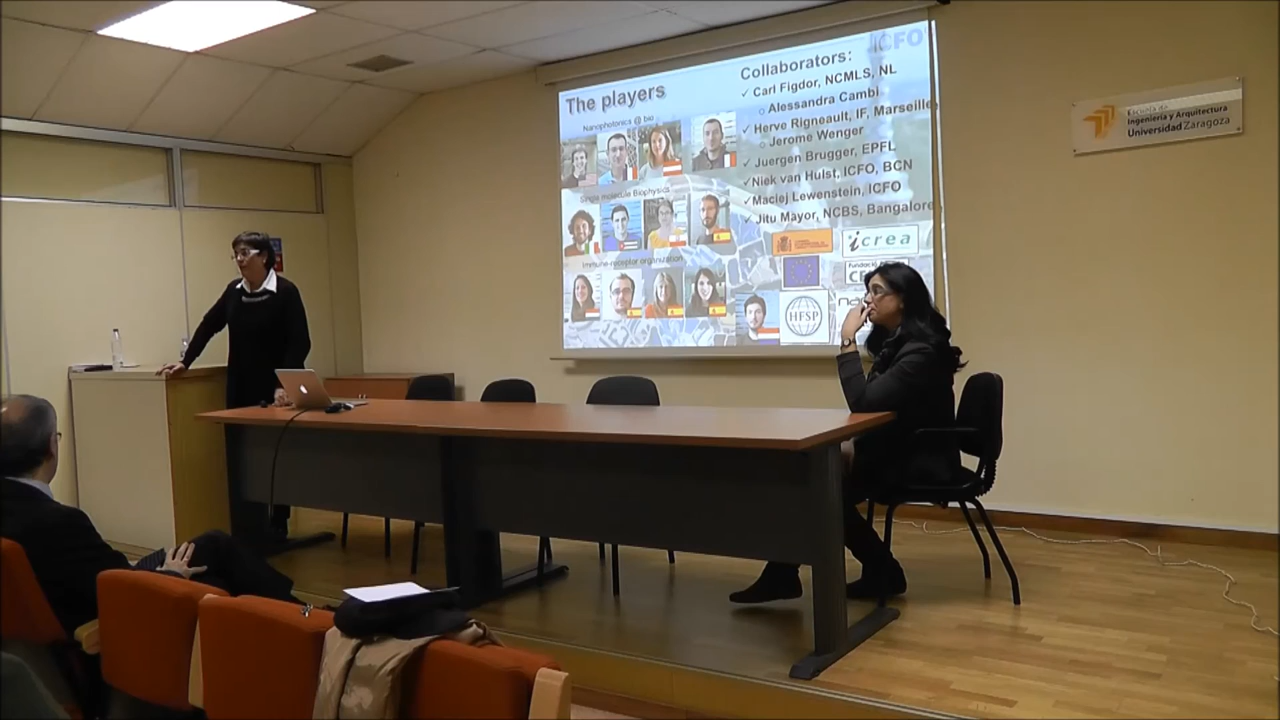 The players
Nanophotonics @ bio
Single molecule Biophysics
Immune-receptor organization
ICFO
Collaborators:
✓ Carl Figdor, NCMLS, NL
o Alessandra Cambi
✓ Herve Rigneault, IF, Marseille,
o Jerome Wenger
✓ Juergen Brugger, EPFL
✓ Niek van Hulst, ICFO, BCN
✓ Maciej Lewenstein, ICFO
✓ Jitu Mayor, NCBS, Bangalore
icrea
Fundació
HFSP
Escuela de
Ingeniería y Arquitectura
Universidad Zaragoza